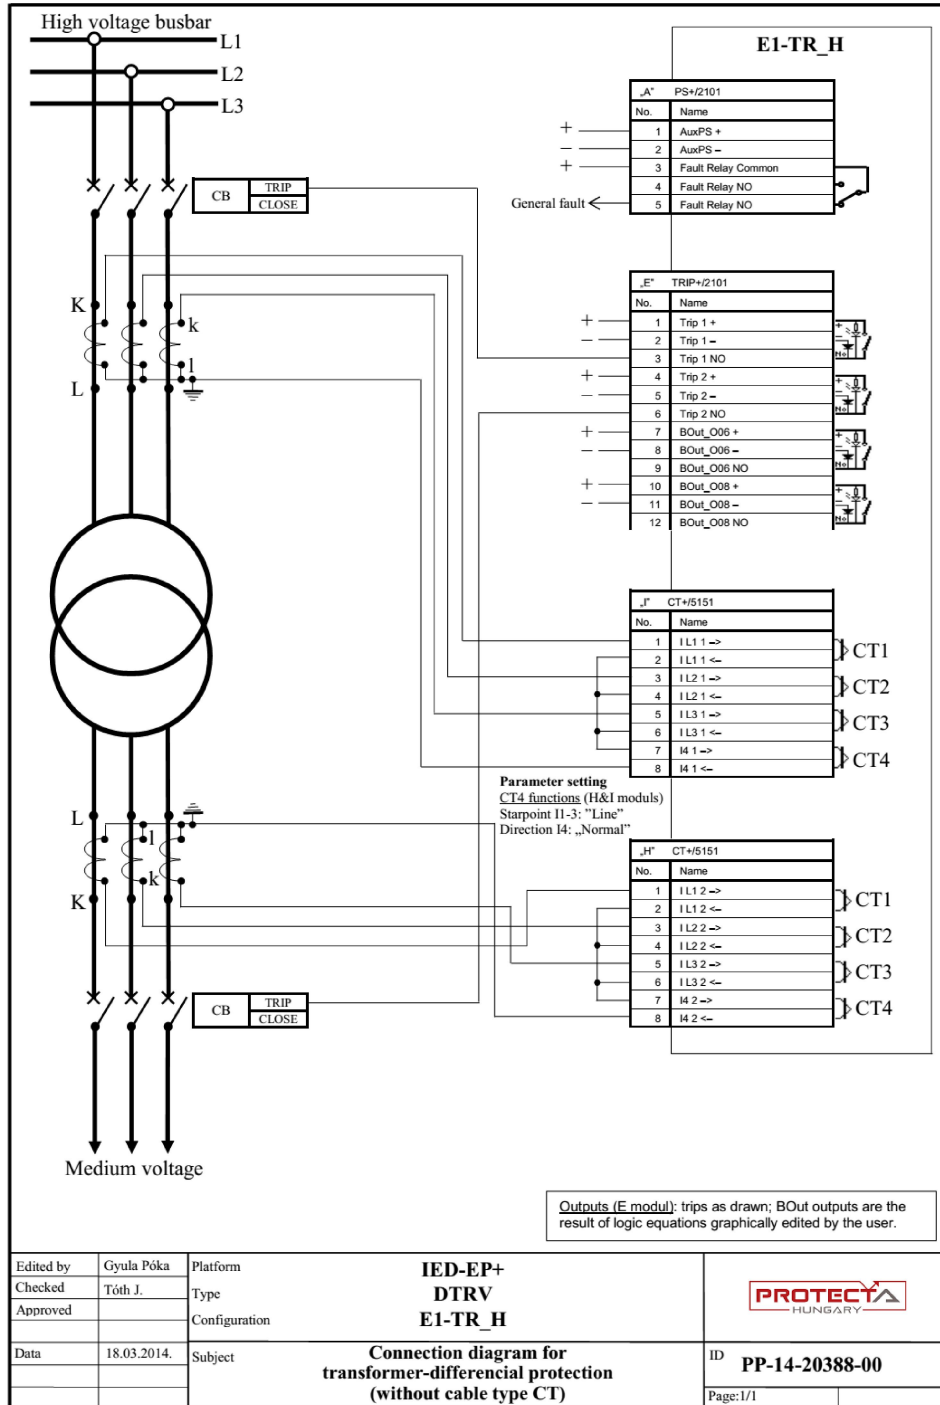 High voltage busbar
L1
L2
L3
E1-TR_H
„A" PS+/2101
No. Name
1 AuxPS +
2 AuxPS –
3 Fault Relay Common
4 Fault Relay NO
5 Fault Relay NO
+
–
+
General fault
CB TRIP
CLOSE
„E" TRIP+/2101
No. Name
+ 1 Trip 1 +
– 2 Trip 1 –
3 Trip 1 NO
+ 4 Trip 2 +
– 5 Trip 2 –
6 Trip 2 NO
+ 7 BOut_O06 +
– 8 BOut_O06 –
9 BOut_O06 NO
+ 10 BOut_O08 +
– 11 BOut_O08 –
12 BOut_O08 NO
K
k
l
L
„I" CT+/5151
No. Name
1 I L1 1 –>
2 I L1 1 <–
3 I L2 1 –>
4 I L2 1 <–
5 I L3 1 –>
6 I L3 1 <–
7 I4 1 –>
8 I4 1 <–
CT1
CT2
CT3
CT4
Parameter setting
CT4 functions (H&I moduls)
Starpoint I1-3: "Line"
Direction I4: „Normal"
L
l
k
K
„H" CT+/5151
No. Name
1 I L1 2 –>
2 I L1 2 <–
3 I L2 2 –>
4 I L2 2 <–
5 I L3 2 –>
6 I L3 2 <–
7 I4 2 –>
8 I4 2 <–
CT1
CT2
CT3
CT4
CB TRIP
CLOSE
Medium voltage
Outputs (E modul): trips as drawn; BOut outputs are the
result of logic equations graphically edited by the user.
Edited by Gyula Póka
Checked Tóth J.
Approved
Data 18.03.2014.
Platform IED-EP+
Type DTRV
Configuration E1-TR_H
Subject Connection diagram for
transformer-differencial protection
(without cable type CT)
PROTECTA
HUNGARY
ID PP-14-20388-00
Page:1/1